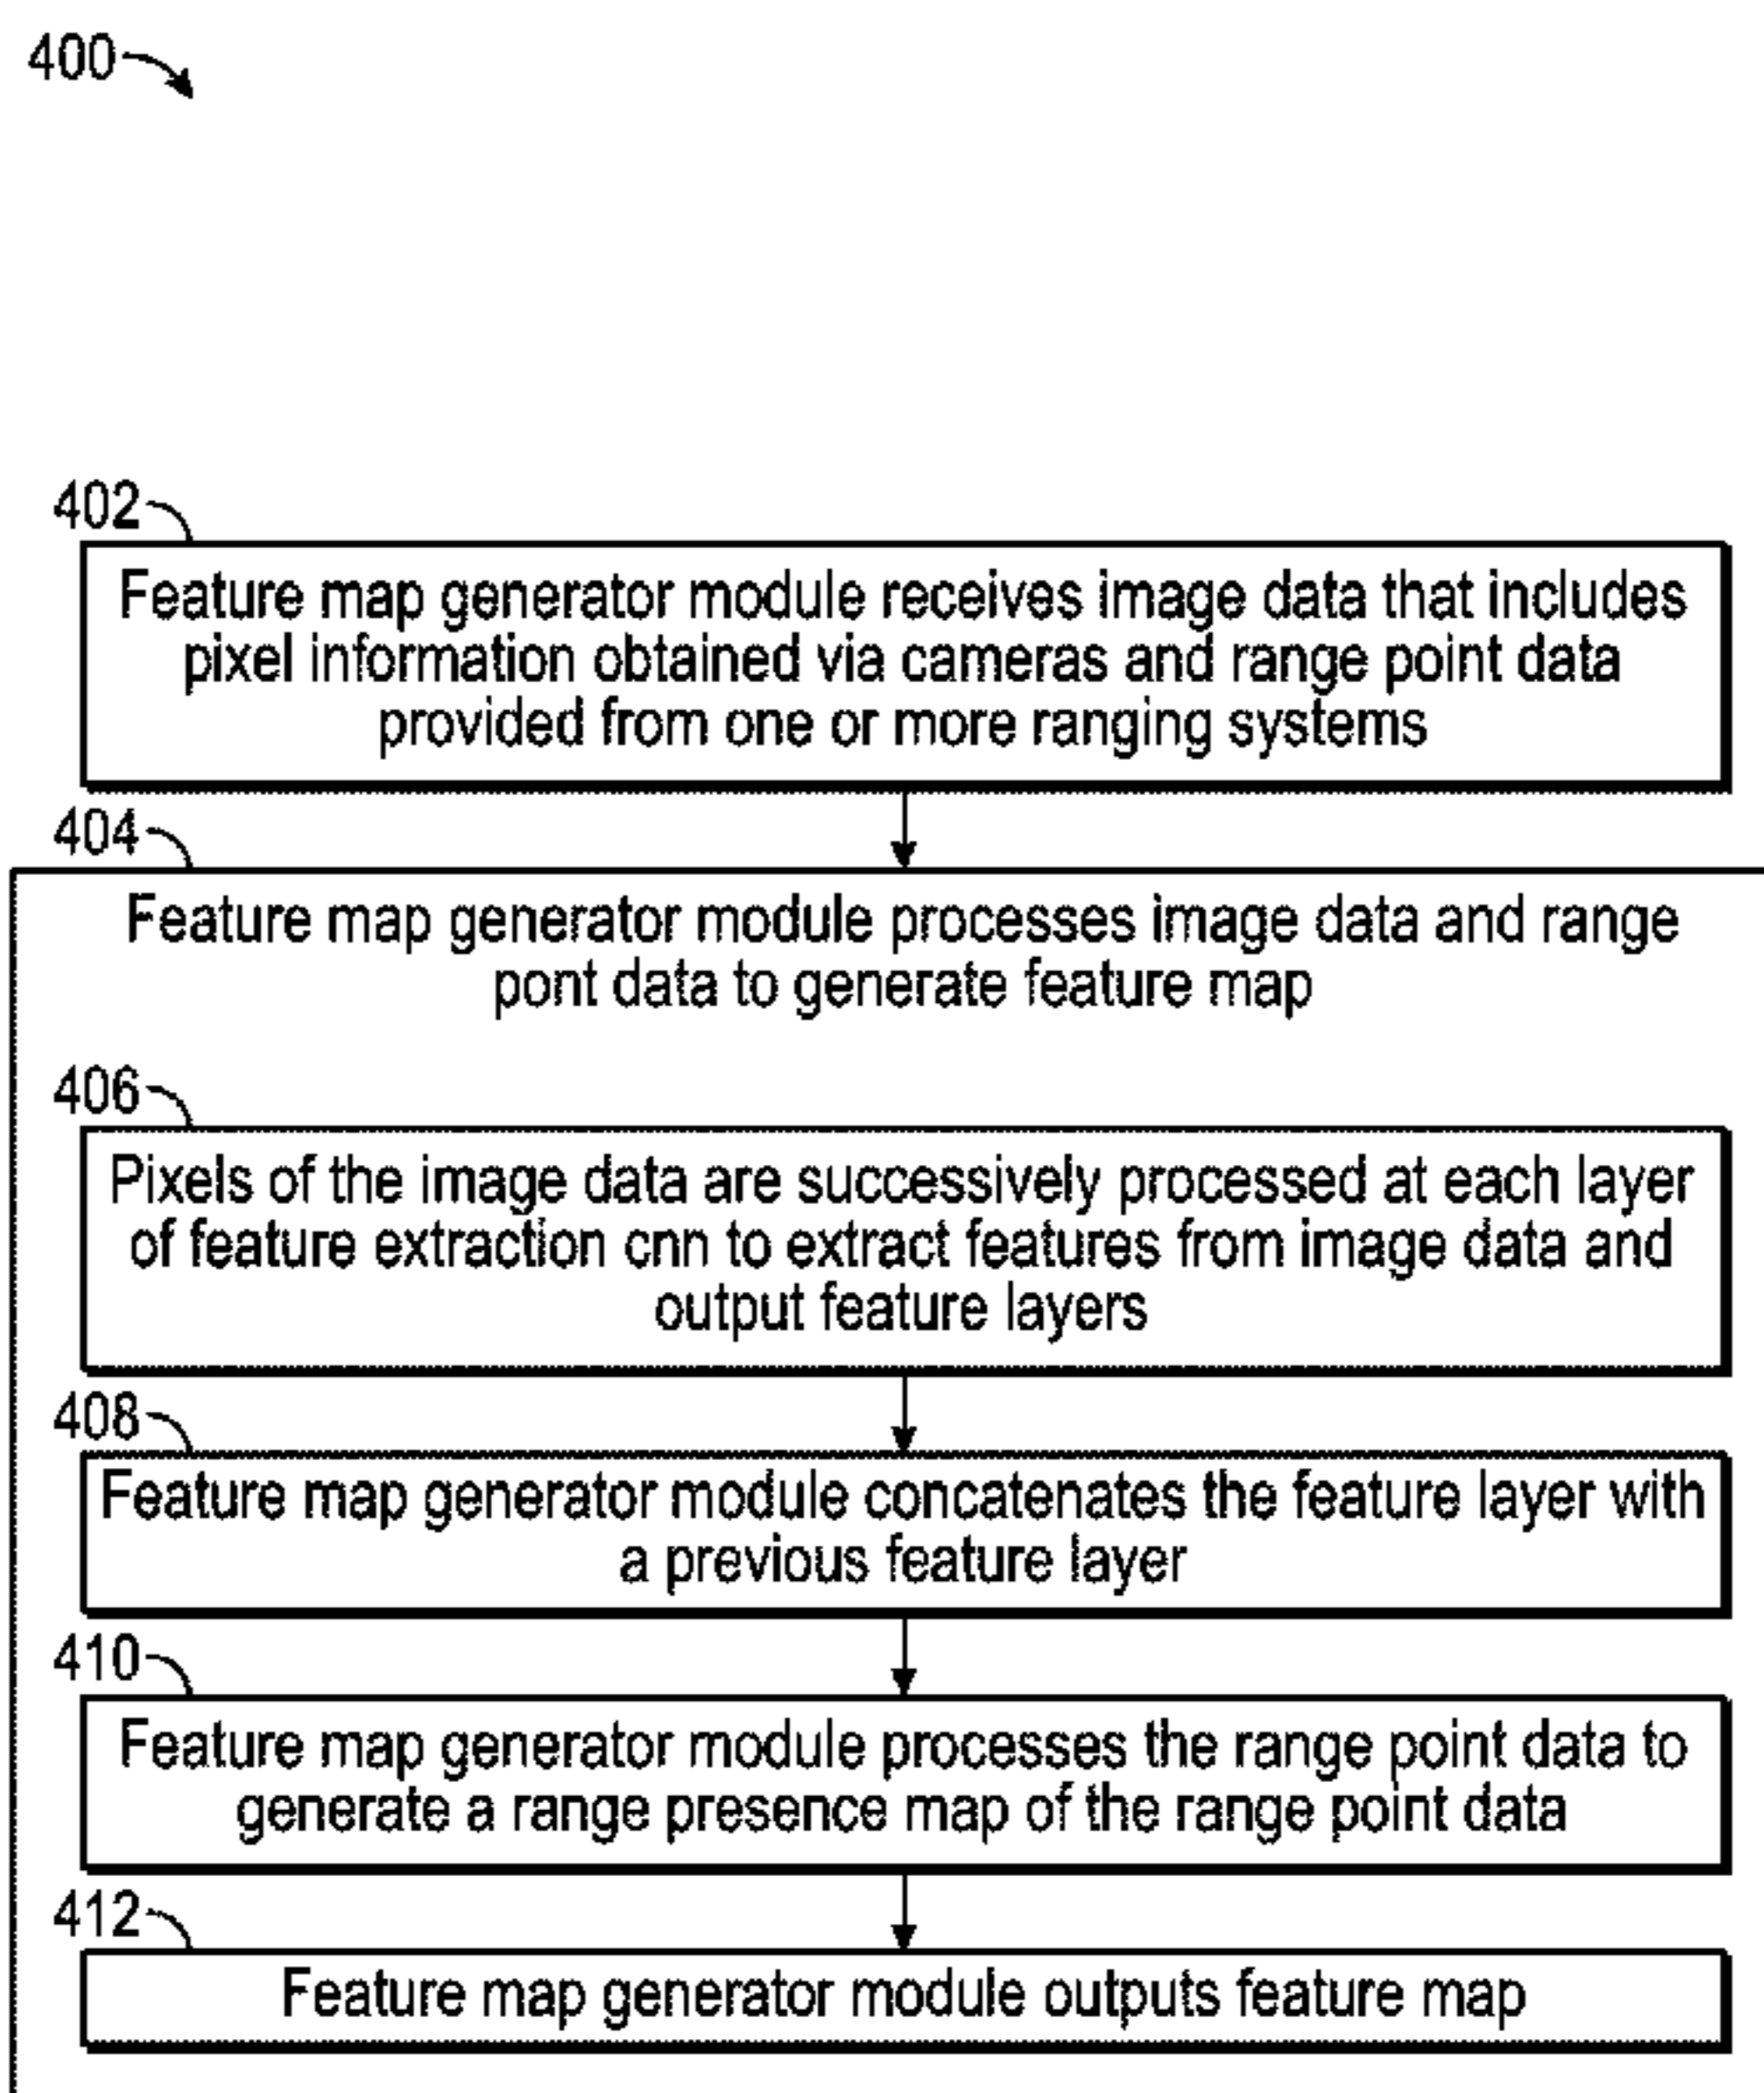 400
402
Feature map generator module receives image data that includes
pixel information obtained via cameras and range point data
provided from one or more ranging systems
404
Feature map generator module processes image data and range
pont data to generate feature map
406
Pixels of the image data are successively processed at each layer
of feature extraction cnn to extract features from image data and
output feature layers
408
Feature map generator module concatenates the feature layer with
a previous feature layer
410
Feature map generator module processes the range point data to
generate a range presence map of the range point data
412
Feature map generator module outputs feature map